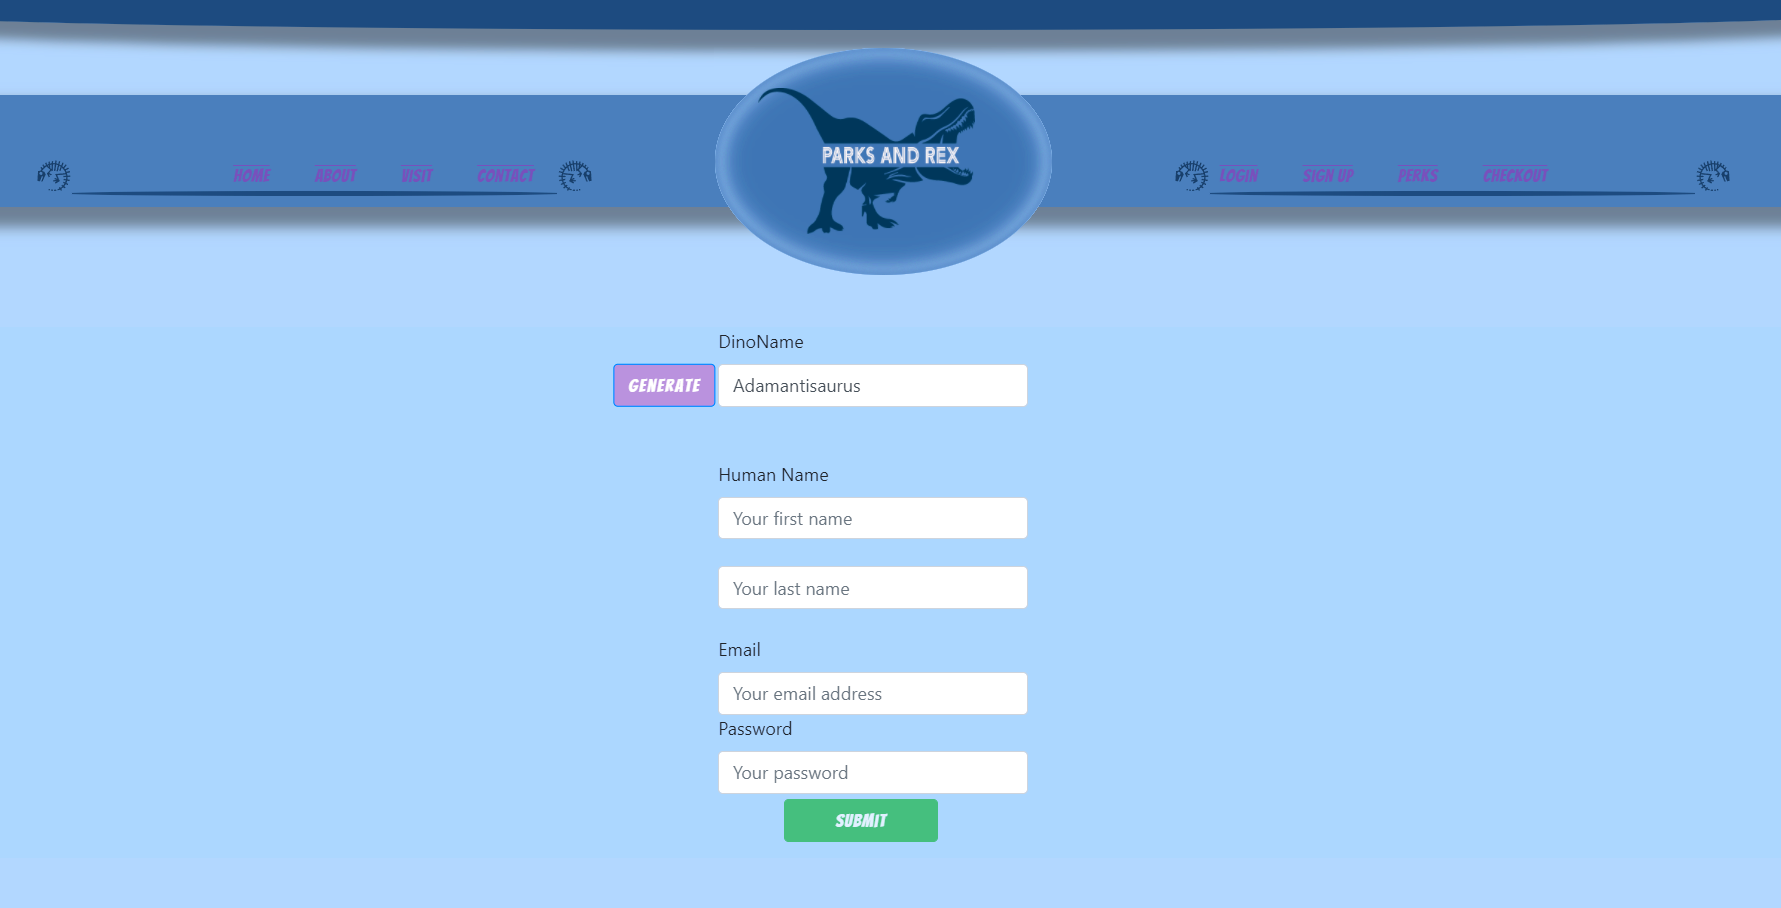 HOME ABOUT VISIT CONTACT
PARKS AND REX
LOGIN SIGN UP PERKS CHECKOUT
DinoName
GENERATE Adamantisaurus
Human Name
Your first name
Your last name
Email
Your email address
Password
Your password
SUBMIT